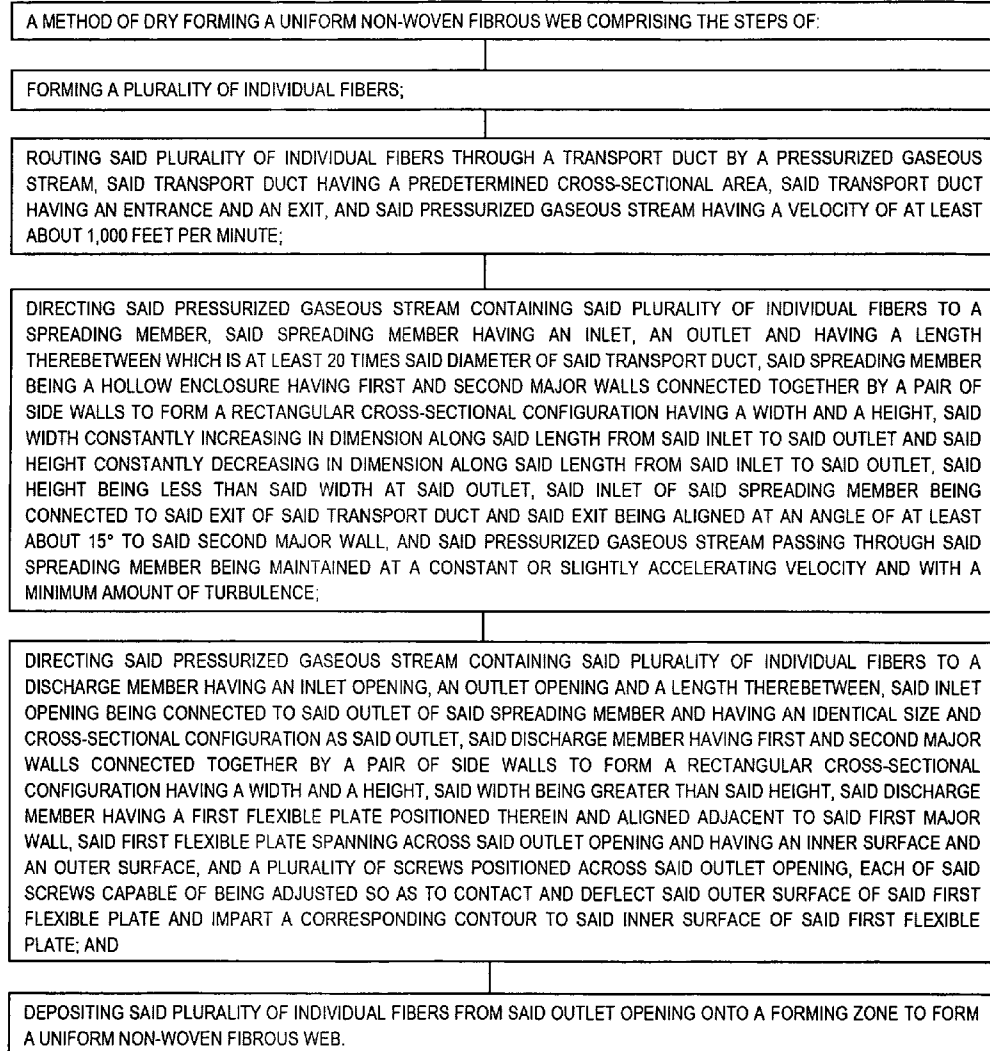 A METHOD OF DRY FORMING A UNIFORM NON-WOVEN FIBROUS WEB COMPRISING THE STEPS OF:
FORMING A PLURALITY OF INDIVIDUAL FIBERS;
ROUTING SAID PLURALITY OF INDIVIDUAL FIBERS THROUGH A TRANSPORT DUCT BY A PRESSURIZED GASEOUS
STREAM, SAID TRANSPORT DUCT HAVING A PREDETERMINED CROSS-SECTIONAL AREA, SAID TRANSPORT DUCT
HAVING AN ENTRANCE AND AN EXIT, AND SAID PRESSURIZED GASEOUS STREAM HAVING A VELOCITY OF AT LEAST
ABOUT 1,000 FEET PER MINUTE;
DIRECTING SAID PRESSURIZED GASEOUS STREAM CONTAINING SAID PLURALITY OF INDIVIDUAL FIBERS TO A
SPREADING MEMBER, SAID SPREADING MEMBER HAVING AN INLET, AN OUTLET AND HAVING A LENGTH
THEREBETWEEN WHICH IS AT LEAST 20 TIMES SAID DIAMETER OF SAID TRANSPORT DUCT, SAID SPREADING MEMBER
BEING A HOLLOW ENCLOSURE HAVING FIRST AND SECOND MAJOR WALLS CONNECTED TOGETHER BY A PAIR OF
SIDE WALLS TO FORM A RECTANGULAR CROSS-SECTIONAL CONFIGURATION HAVING A WIDTH AND A HEIGHT, SAID
WIDTH CONSTANTLY INCREASING IN DIMENSION ALONG SAID LENGTH FROM SAID INLET TO SAID OUTLET AND SAID
HEIGHT CONSTANTLY DECREASING IN DIMENSION ALONG SAID LENGTH FROM SAID INLET TO SAID OUTLET, SAID
HEIGHT BEING LESS THAN SAID WIDTH AT SAID OUTLET, SAID INLET OF SAID SPREADING MEMBER BEING
CONNECTED TO SAID EXIT OF SAID TRANSPORT DUCT AND SAID EXIT BEING ALIGNED AT AN ANGLE OF AT LEAST
ABOUT 15° TO SAID SECOND MAJOR WALL, AND SAID PRESSURIZED GASEOUS STREAM PASSING THROUGH SAID
SPREADING MEMBER BEING MAINTAINED AT A CONSTANT OR SLIGHTLY ACCELERATING VELOCITY AND WITH A
MINIMUM AMOUNT OF TURBULENCE;
DIRECTING SAID PRESSURIZED GASEOUS STREAM CONTAINING SAID PLURALITY OF INDIVIDUAL FIBERS TO A
DISCHARGE MEMBER HAVING AN INLET OPENING, AN OUTLET OPENING AND A LENGTH THEREBETWEEN, SAID INLET
OPENING BEING CONNECTED TO SAID OUTLET OF SAID SPREADING MEMBER AND HAVING AN IDENTICAL SIZE AND
CROSS-SECTIONAL CONFIGURATION AS SAID OUTLET, SAID DISCHARGE MEMBER HAVING FIRST AND SECOND MAJOR
WALLS CONNECTED TOGETHER BY A PAIR OF SIDE WALLS TO FORM A RECTANGULAR CROSS-SECTIONAL
CONFIGURATION HAVING A WIDTH AND A HEIGHT, SAID WIDTH BEING GREATER THAN SAID HEIGHT, SAID DISCHARGE
MEMBER HAVING A FIRST FLEXIBLE PLATE POSITIONED THEREIN AND ALIGNED ADJACENT TO SAID FIRST MAJOR
WALL, SAID FIRST FLEXIBLE PLATE SPANNING ACROSS SAID OUTLET OPENING AND HAVING AN INNER SURFACE AND
AN OUTER SURFACE, AND A PLURALITY OF SCREWS POSITIONED ACROSS SAID OUTLET OPENING, EACH OF SAID
SCREWS CAPABLE OF BEING ADJUSTED SO AS TO CONTACT AND DEFLECT SAID OUTER SURFACE OF SAID FIRST
FLEXIBLE PLATE AND IMPART A CORRESPONDING CONTOUR TO SAID INNER SURFACE OF SAID FIRST FLEXIBLE
PLATE; AND
DEPOSITING SAID PLURALITY OF INDIVIDUAL FIBERS FROM SAID OUTLET OPENING ONTO A FORMING ZONE TO FORM
A UNIFORM NON-WOVEN FIBROUS WEB.